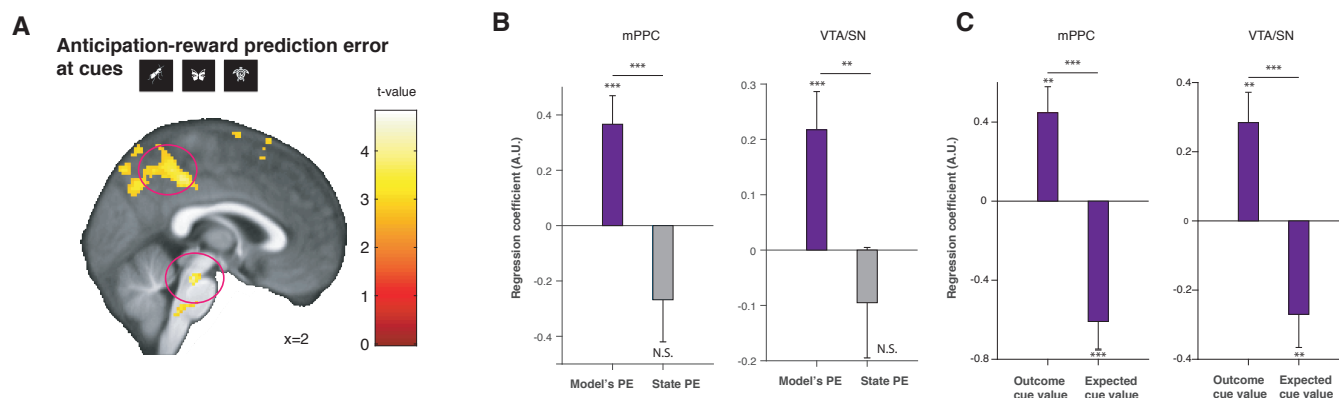 A
Anticipation-reward prediction error
at cues
t-value
4
3
2
1
0
x=2
B
mPPC
***
***
Regression coefficient (A.U.)
0.4
0.2
0
-0.2
-0.4
N.S.
Model's PE State PE
VTA/SN
**
***
0.3
0.2
0.1
0
-0.1
-0.2
N.S.
Model's PE State PE
C
mPPC
***
**
Regression coefficient (A.U.)
0.4
0
-0.4
-0.8
***
Outcome Expected
cue value cue value
VTA/SN
***
**
0.4
0.2
0
-0.2
-0.4
**
Outcome Expected
cue value cue value